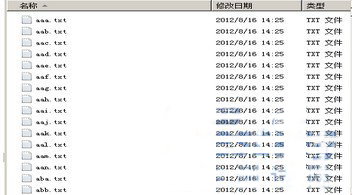 名称 修改日期 类型
aaa.txt 2012/8/16 14:25 TXT 文件
aab.txt 2012/8/16 14:25 TXT 文件
aac.txt 2012/8/16 14:25 TXT 文件
aad.txt 2012/8/16 14:25 TXT 文件
aae.txt 2012/8/16 14:25 TXT 文件
aaf.txt 2012/8/16 14:25 TXT 文件
aag.txt 2012/8/16 14:25 TXT 文件
aah.txt 2012/8/16 14:25 TXT 文件
aai.txt 2012/8/16 14:25 TXT 文件
aaj.txt 2012/8/16 14:25 TXT 文件
aak.txt 2012/8/16 14:25 TXT 文件
aal.txt 2012/8/16 14:25 TXT 文件
aam.txt 2012/8/16 14:25 TXT 文件
aan.txt 2012/8/16 14:25 TXT 文件
aba.txt 2012/8/16 14:25 TXT 文件
abb.txt 2012/8/16 14:25 TXT 文件